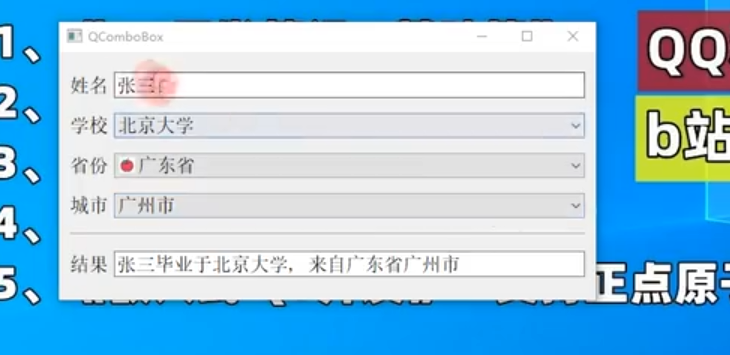 1、
QComboBox
QQ
姓名 张三
2、
学校 北京大学
b站
3、
省份 广东省
城市 广州市
4、
结果 张三毕业于北京大学，来自广东省广州市
5、
正点原子